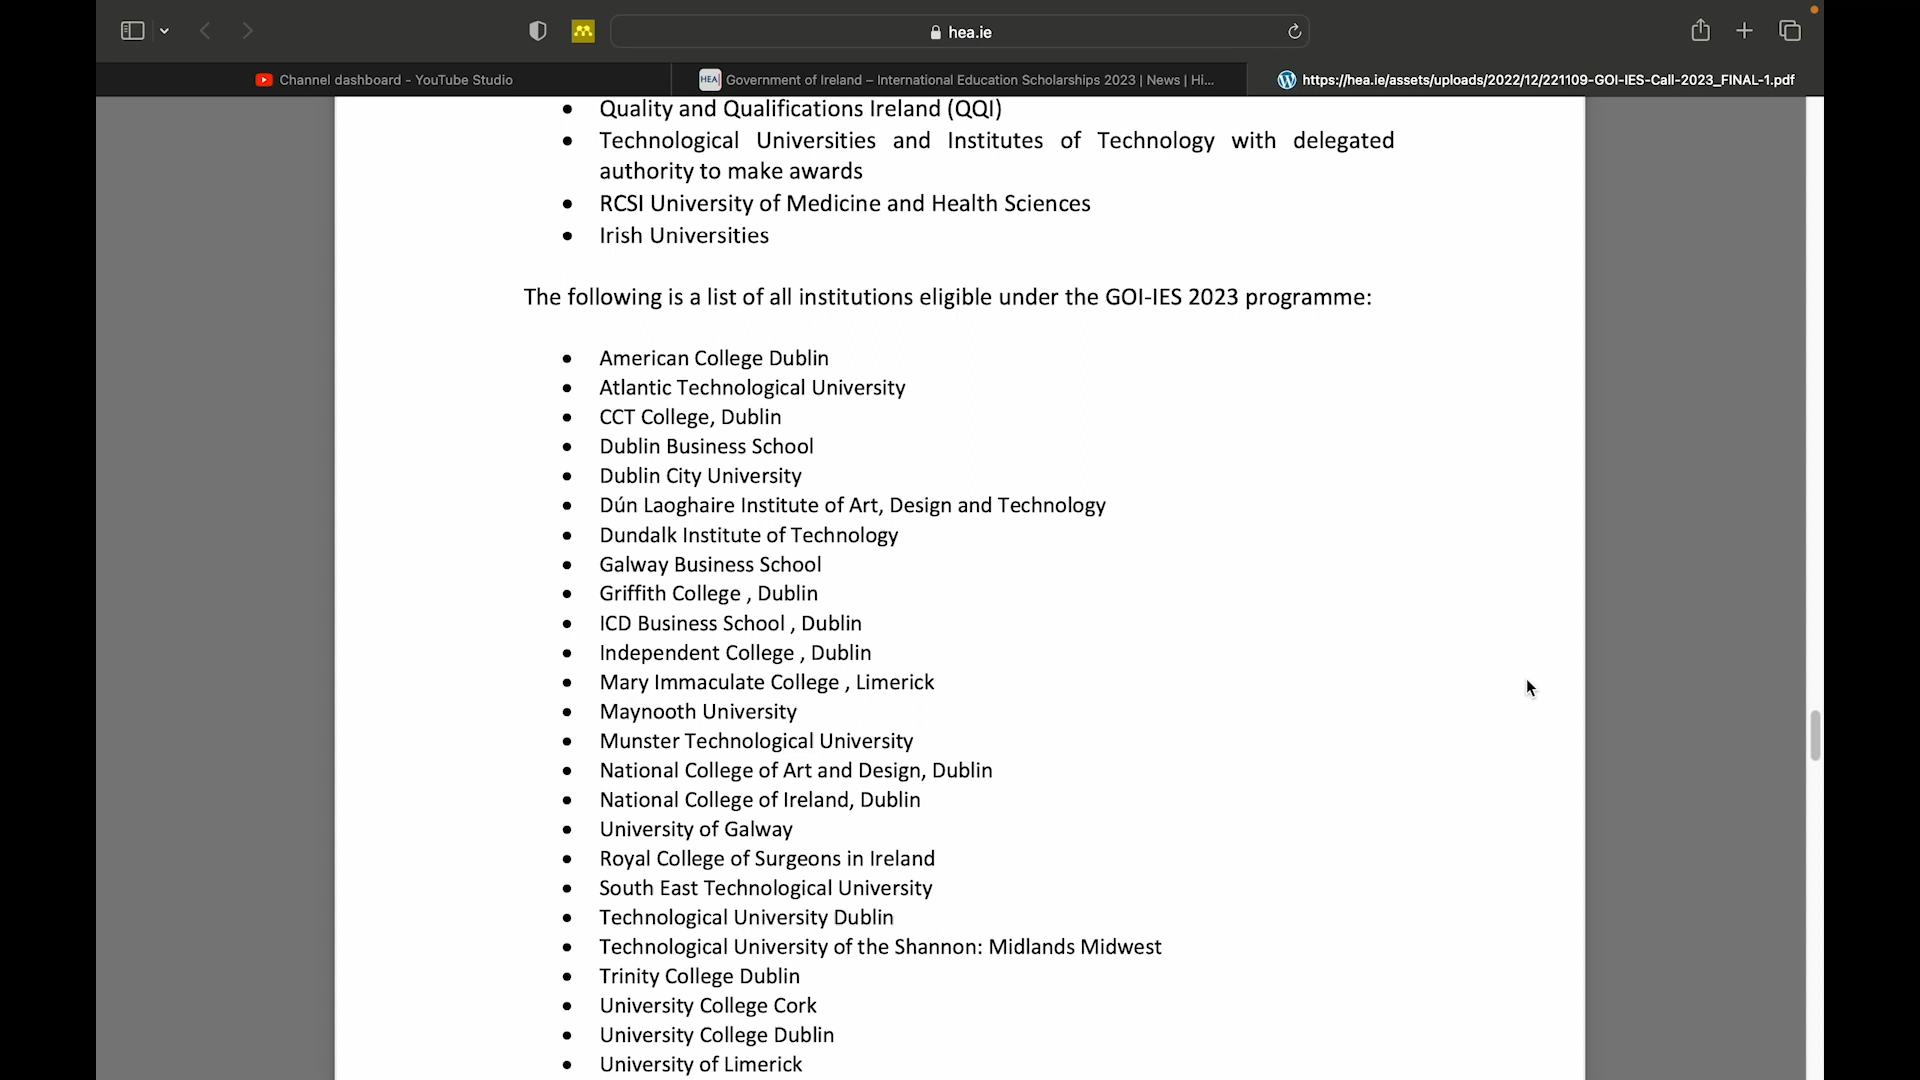 hea.ie
Channel dashboard - YouTube Studio
HEA
Government of Ireland – International Education Scholarships 2023 | News | Hi...
https://hea.ie/assets/uploads/2022/12/221109-GOI-IES-Call-2023_FINAL-1.pdf
• Quality and Qualifications Ireland (QQI)
• Technological Universities and Institutes of Technology with delegated
authority to make awards
• RCSI University of Medicine and Health Sciences
• Irish Universities
The following is a list of all institutions eligible under the GOI-IES 2023 programme:
• American College Dublin
• Atlantic Technological University
• CCT College, Dublin
• Dublin Business School
• Dublin City University
• Dún Laoghaire Institute of Art, Design and Technology
• Dundalk Institute of Technology
• Galway Business School
• Griffith College , Dublin
• ICD Business School , Dublin
• Independent College , Dublin
• Mary Immaculate College , Limerick
• Maynooth University
• Munster Technological University
• National College of Art and Design, Dublin
• National College of Ireland, Dublin
• University of Galway
• Royal College of Surgeons in Ireland
• South East Technological University
• Technological University Dublin
• Technological University of the Shannon: Midlands Midwest
• Trinity College Dublin
• University College Cork
• University College Dublin
• University of Limerick